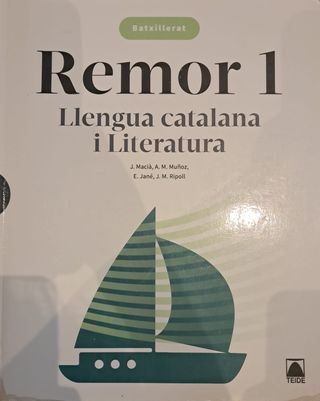 Batxillerat
Remor 1
Llengua catalana
i Literatura
J. Macià, A. M. Muñoz,
E. Jané, J. M. Ripoll
TEIDE